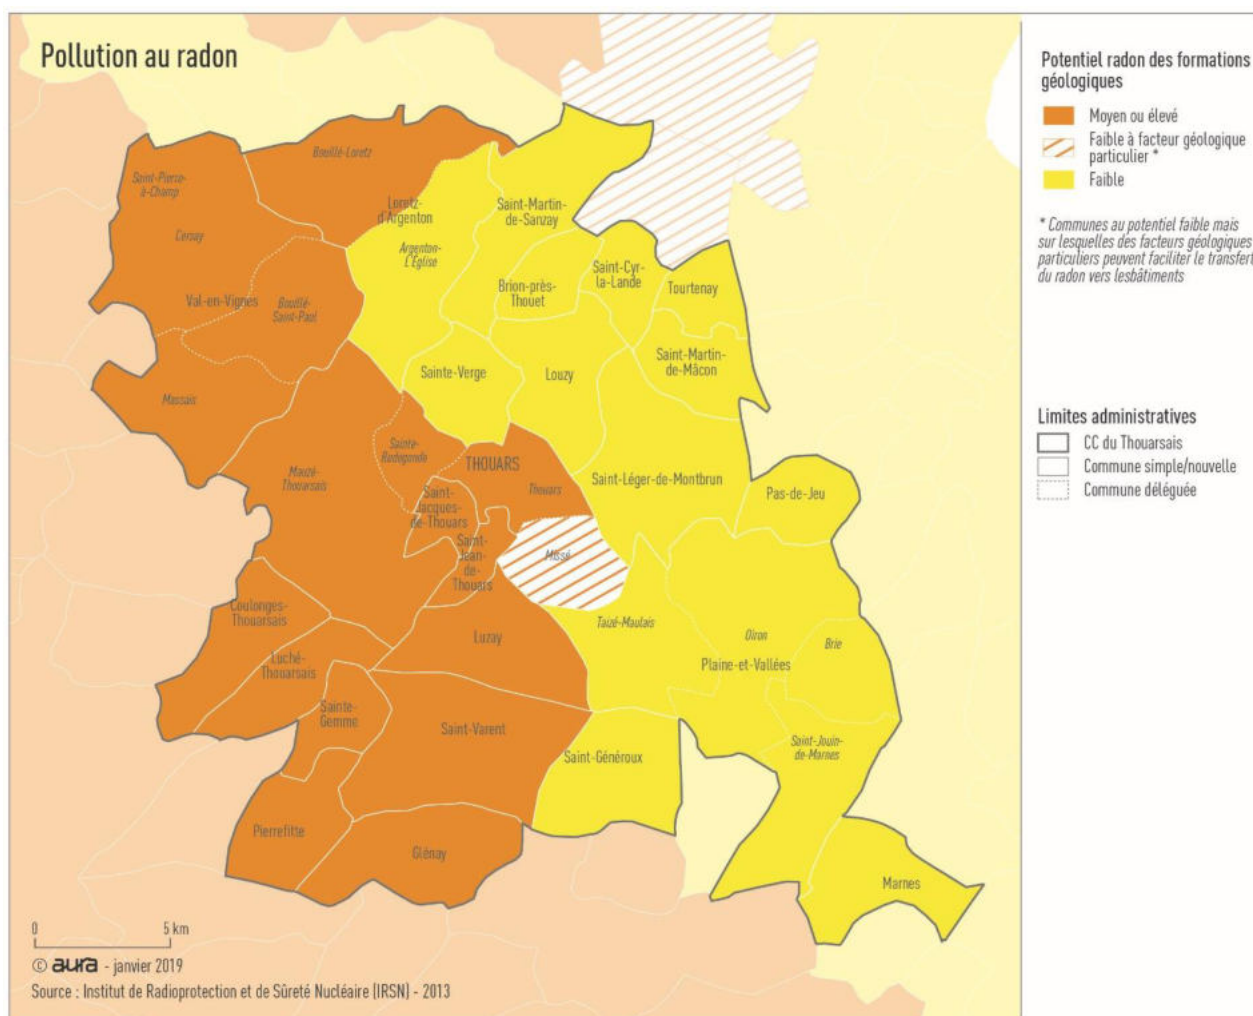 Pollution au radon
Bouillé-Loretz
Saint-Pierre-
à-Champ
Cersay
Loretz-
d'Argenton
Argenton-
L'Église
Saint-Martin-
de-Sanzay
Val-en-Vignes
Bouillé-
Saint-Paul
Brion-près-
Thouet
Saint-Cyr-
la-Lande
Tourtenay
Massais
Sainte-Verge
Louzy
Saint-Martin-
de-Mâcon
Mauzé-
Thouarsais
Sainte-
Radegonde
THOUARS
Thouars
Saint-Léger-de-Montbrun
Pas-de-Jeu
Saint-
Jacques-
de-Thouars
Saint-
Jean-
de-
Thouars
Missé
Coulonges-
Thouarsais
Luché-
Thouarsais
Luzay
Taizé-Maulais
Oiron
Brie
Plaine-et-Vallées
Sainte-
Gemme
Saint-Varent
Saint-Généroux
Saint-Jouin-
de-Marnes
Pierrefitte
Glénay
Marnes
0 5 km
© aura - janvier 2019
Source : Institut de Radioprotection et de Sûreté Nucléaire (IRSN) - 2013
Potentiel radon des formations
géologiques
Moyen ou élevé
Faible à facteur géologique
particulier *
Faible
* Communes au potentiel faible mais
sur lesquelles des facteurs géologiques
particuliers peuvent faciliter le transfert
du radon vers lesbâtiments
Limites administratives
CC du Thouarsais
Commune simple/nouvelle
Commune déléguée